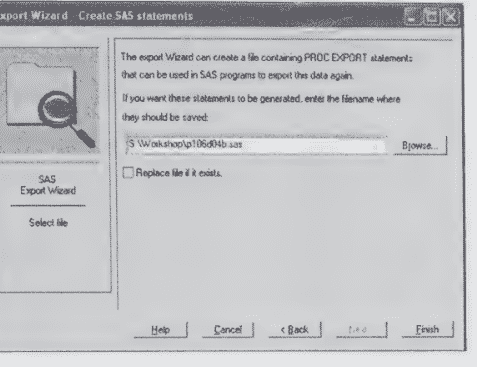 xport Wizard Create SAS statements
The export Wizard can create a file containing PROC EXPORT statements
that can be used in SAS programs to export this data again.
If you want these statements to be generated, enter the filename where
they should be saved:
S:\Workshop\p106d04b.sas
Browse...
Replace file if it exists.
SAS
Export Wizard
Select file
Help
Cancel
< Back
Finish